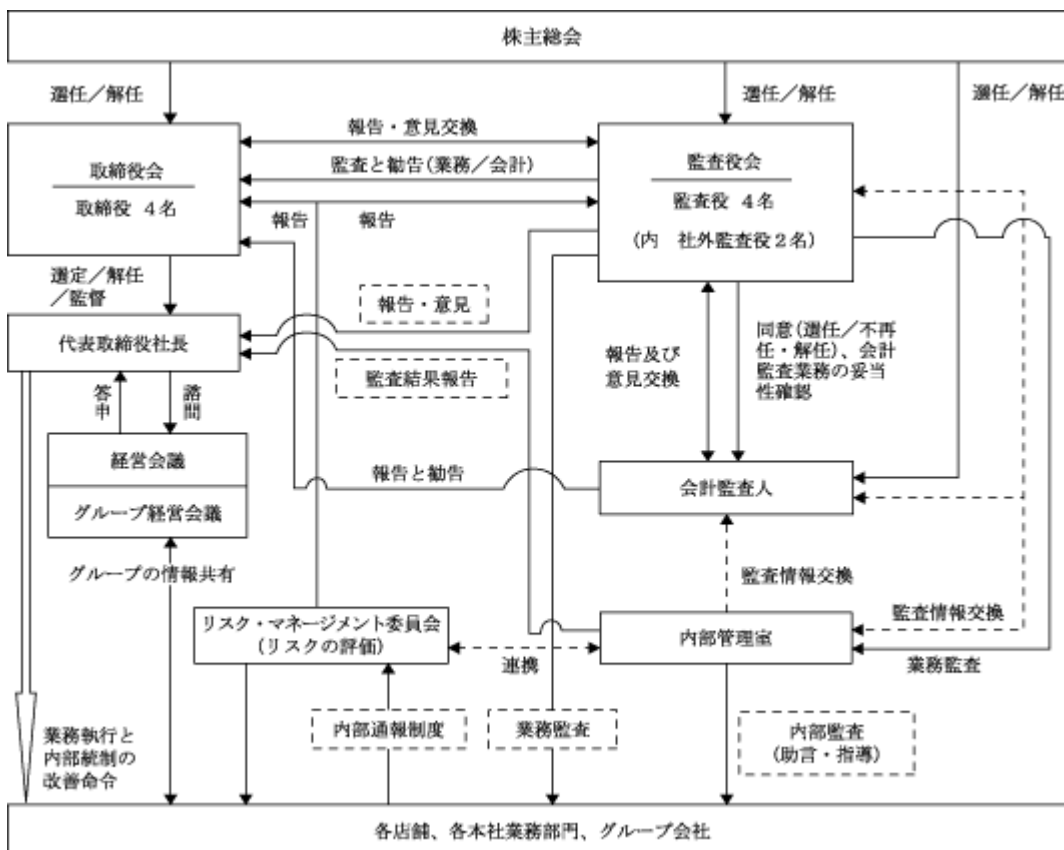 株主総会
選任／解任
選任／解任
選任／解任
取締役会
取締役 4名
報告・意見交換
監査と勧告(業務／会計)
報告
報告
監査役会
監査役 4名
(内 社外監査役2名)
選定／解任
／監督
報告・意見
代表取締役社長
監査結果報告
報告及び
意見交換
同意(選任／不再
任・解任)、会計
監査業務の妥当
性確認
答申
諮問
経営会議
グループ経営会議
報告と勧告
会計監査人
グループの情報共有
監査情報交換
リスク・マネージメント委員会
(リスクの評価)
連携
内部管理室
監査情報交換
業務監査
業務執行と
内部統制の
改善命令
内部通報制度
業務監査
内部監査
(助言・指導)
各店舗、各本社業務部門、グループ会社